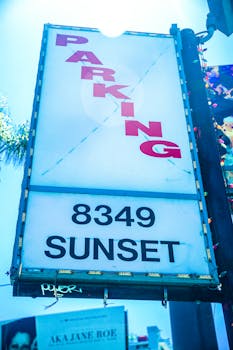 PARKING
8349
SUNSET
AKA JANE ROE